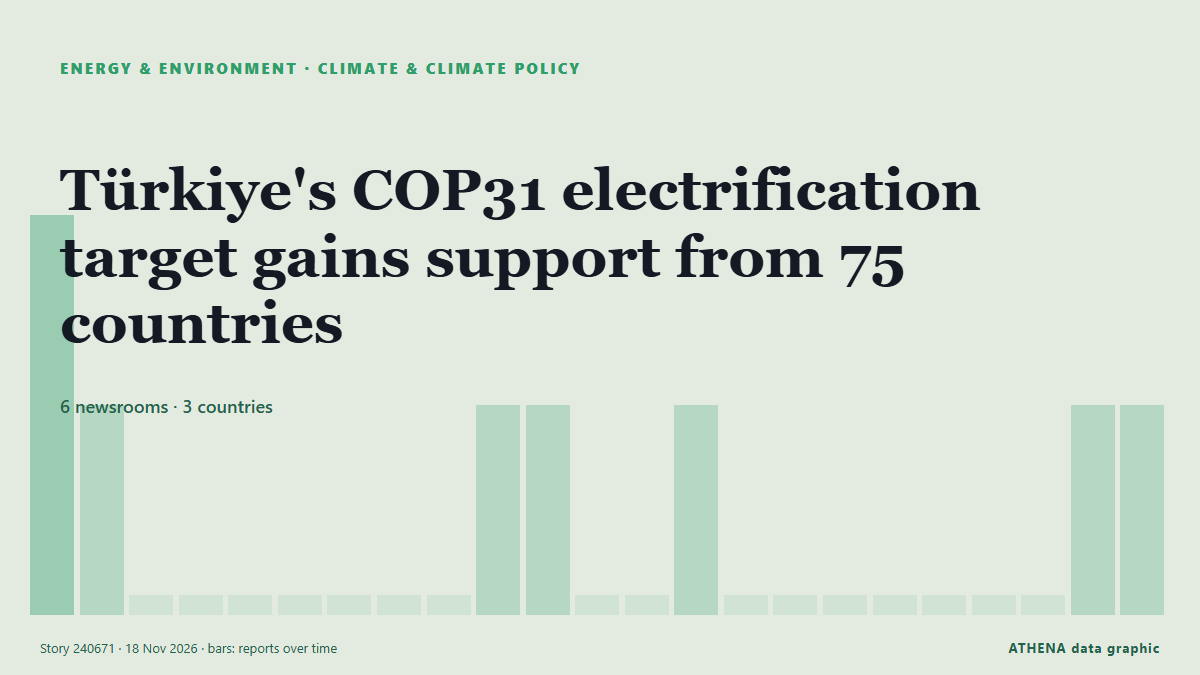 ENERGY & ENVIRONMENT · CLIMATE & CLIMATE POLICY
Türkiye's COP31 electrification
target gains support from 75
countries
6 newsrooms · 3 countries
Story 240671 · 18 Nov 2026 · bars: reports over time
ATHENA data graphic